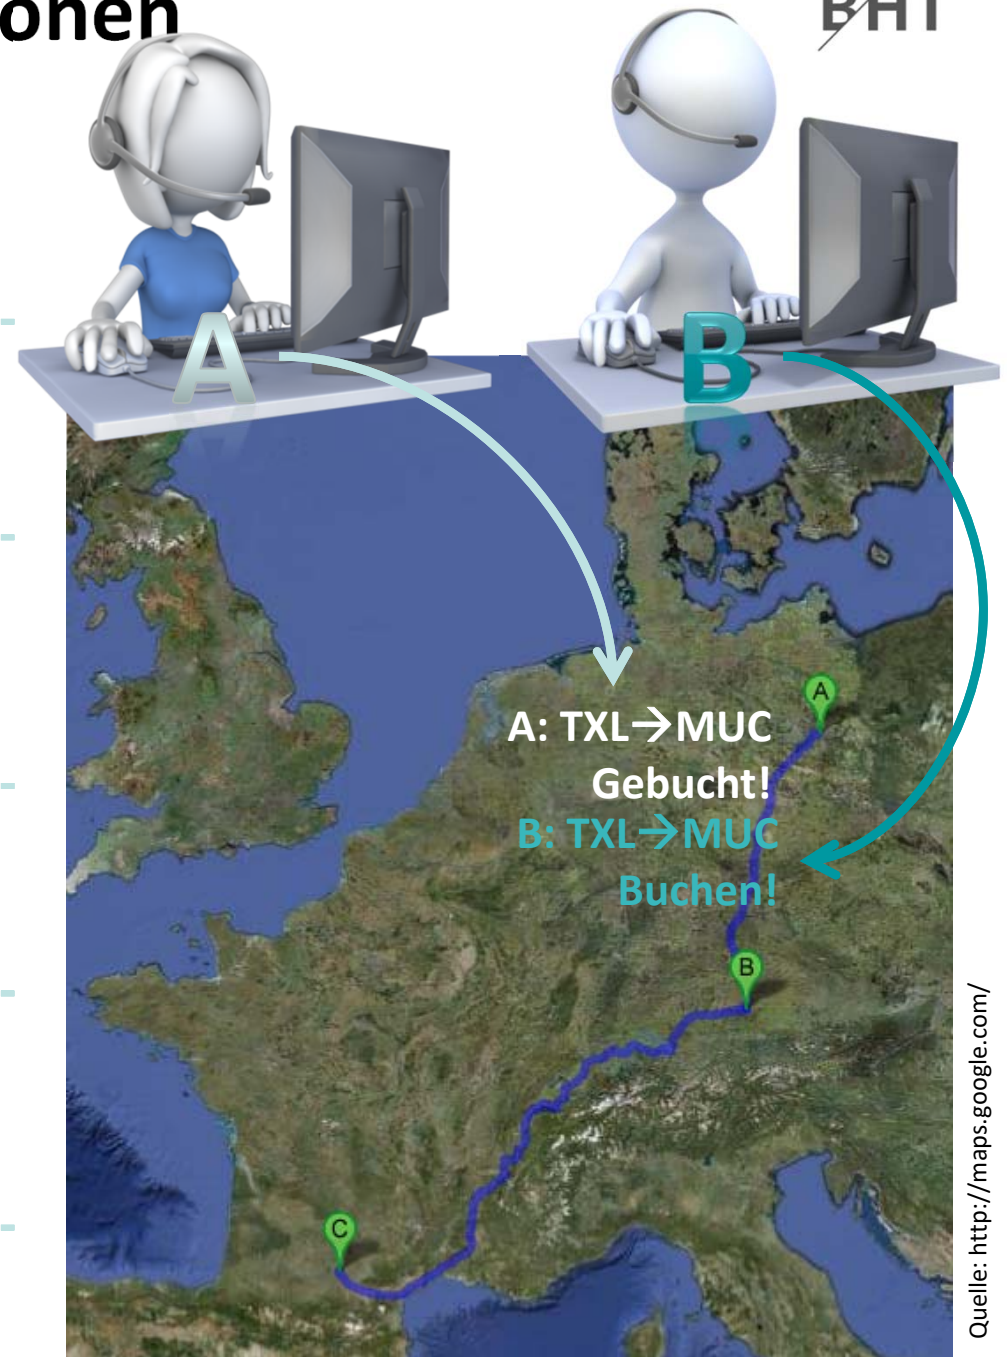 onen
BHT
A
B
A: TXL→MUC
Gebucht!
B: TXL→MUC
Buchen!
A
B
C
Quelle: http://maps.google.com/